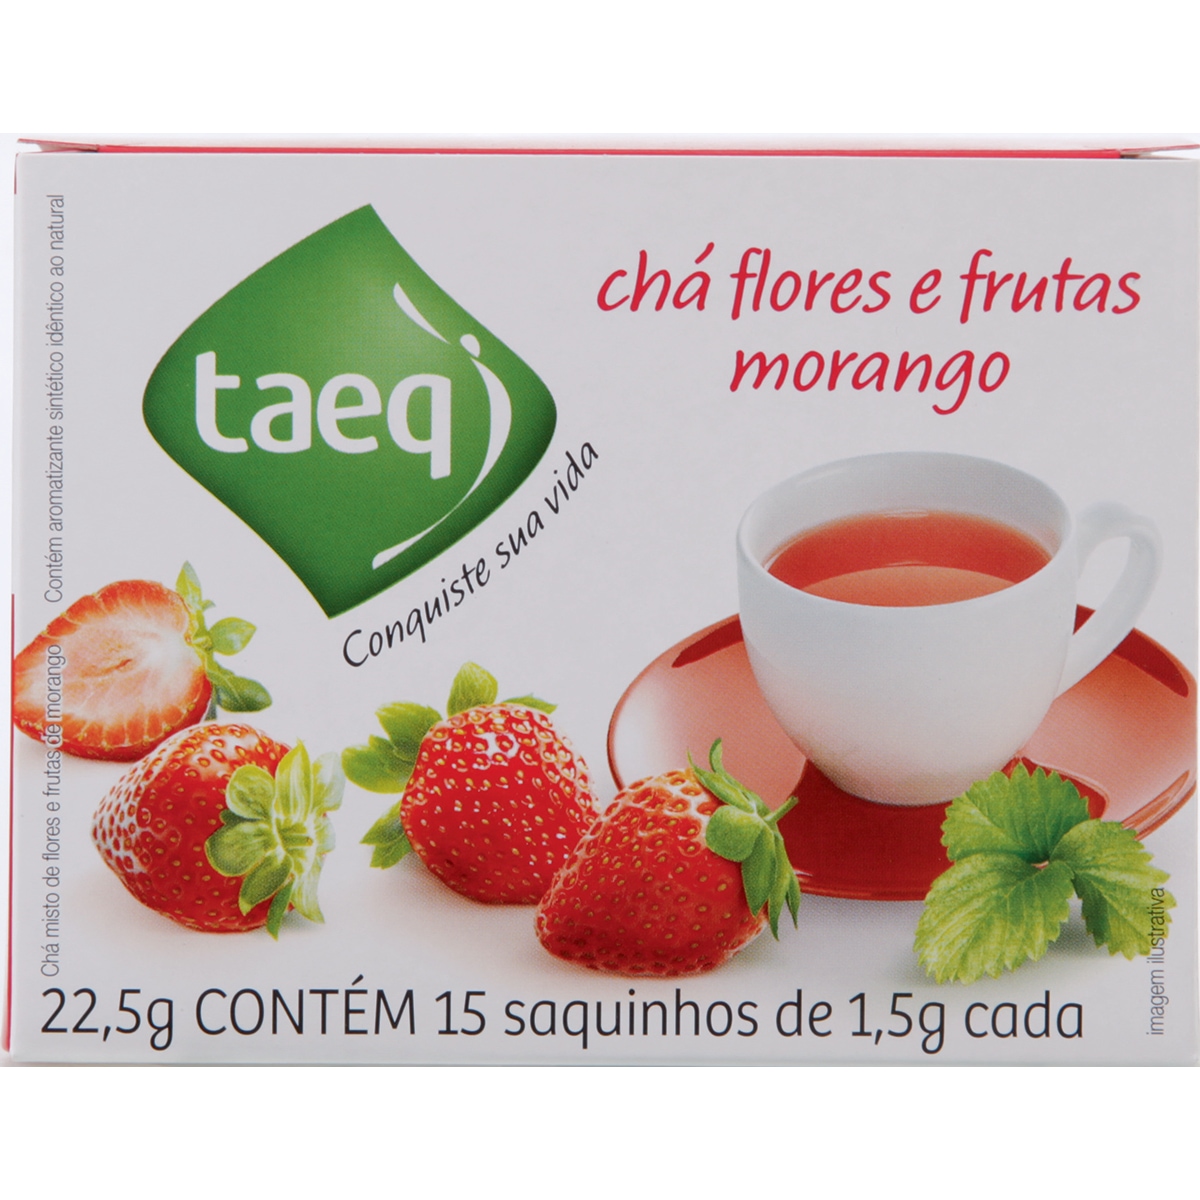 taeq
Conquiste sua vida
chá flores e frutas
morango
Chá misto de flores e frutas de morango Contém aromatizante sintético idêntico ao natural
imagem ilustrativa
22,5g CONTÉM 15 saquinhos de 1,5g cada